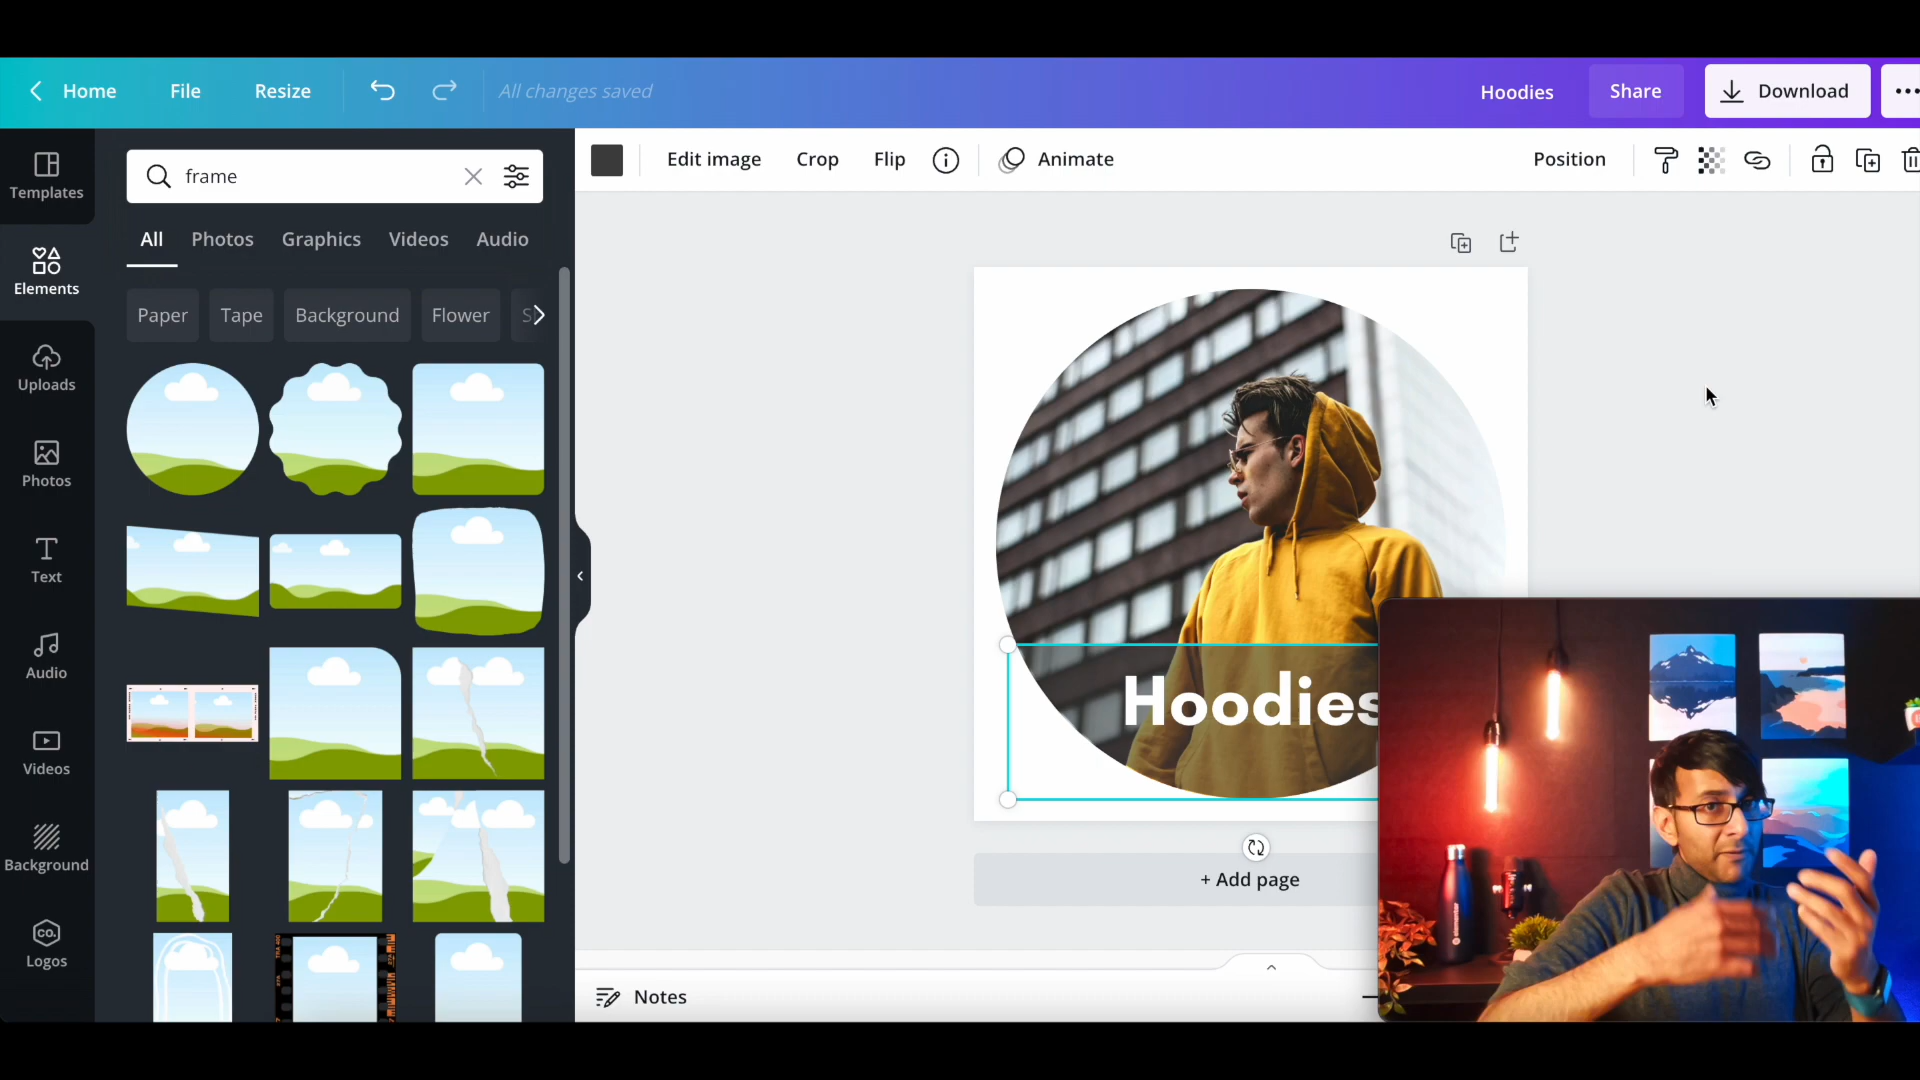 Home File Resize All changes saved Hoodies Share Download
Templates
Elements
Uploads
Photos
Text
Audio
Videos
Background
CO.
Logos
frame
All Photos Graphics Videos Audio
Paper Tape Background Flower
Edit image Crop Flip Animate Position
Hoodies
+ Add page
Notes